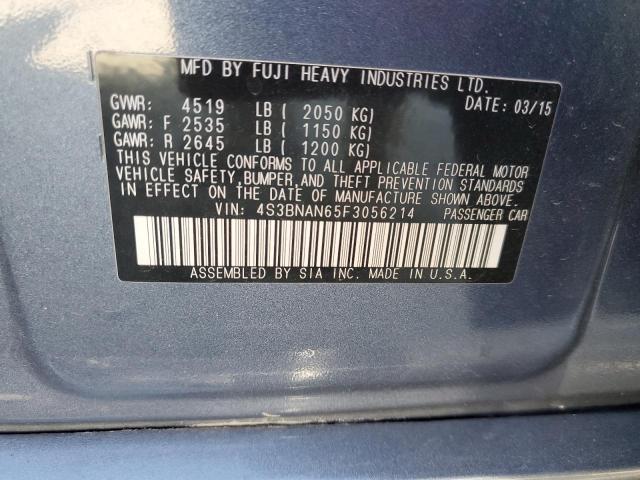 MFD BY FUJI HEAVY INDUSTRIES LTD.
GVWR: 4519 LB ( 2050 KG) DATE: 03/15
GAWR: F 2535 LB ( 1150 KG)
GAWR: R 2645 LB ( 1200 KG)
THIS VEHICLE CONFORMS TO ALL APPLICABLE FEDERAL MOTOR
VEHICLE SAFETY, BUMPER, AND THEFT PREVENTION STANDARDS
IN EFFECT ON THE DATE OF MANUFACTURE SHOWN ABOVE.
VIN: 4S3BNAN65F3056214 PASSENGER CAR
ASSEMBLED BY SIA INC. MADE IN U.S.A.